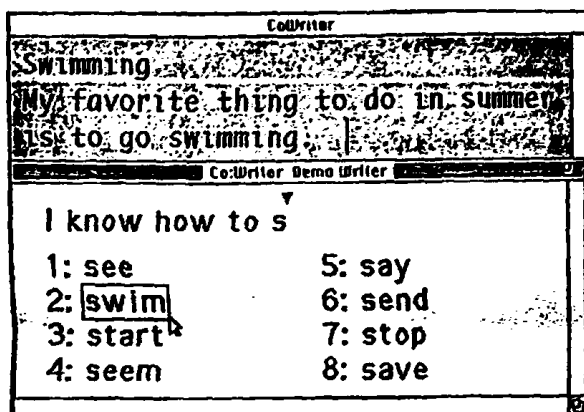 CoWriter
Swimming
My favorite thing to do in summer
is to go swimming.
Co:Writer Demo Writer
I know how to s
1: see
2: swim
3: start
4: seem
5: say
6: send
7: stop
8: save